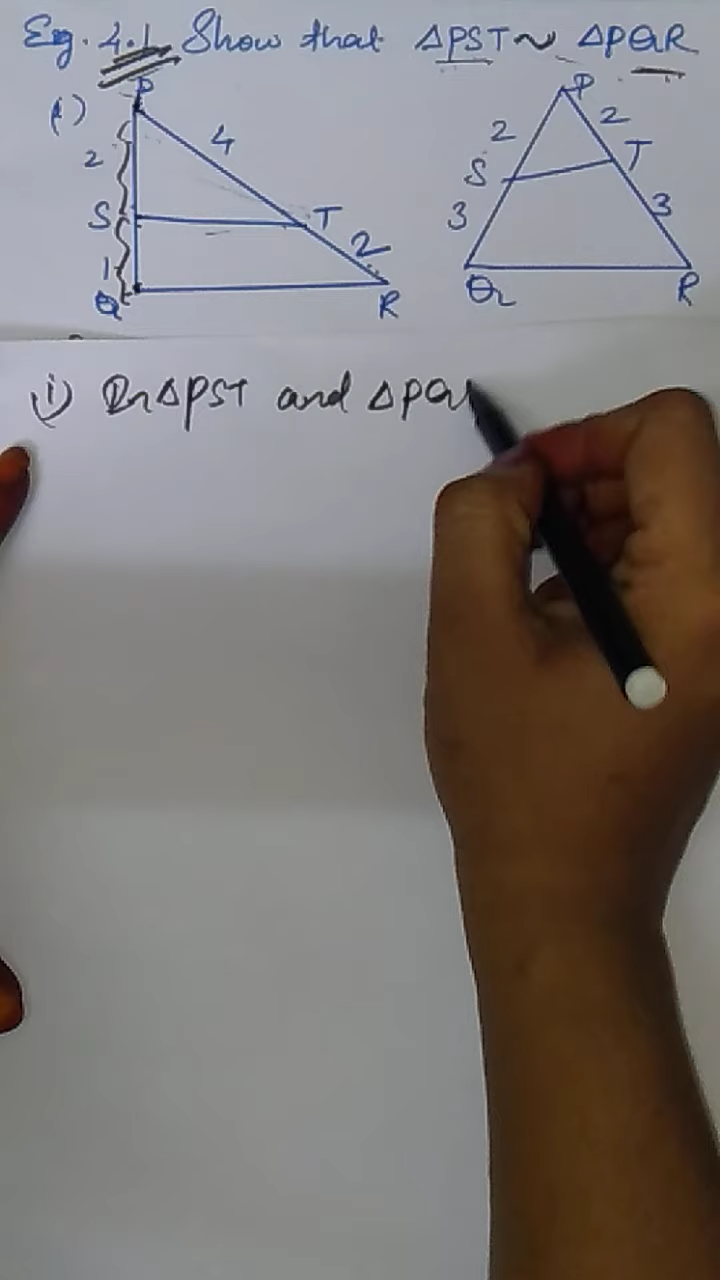 Eg. 4.1 Show that ΔPST ~ ΔPQR
(i)
P
4
2
S
T
1
2
Q
R
P
2
2
S
T
3
3
Q
R
(i) In ΔPST and ΔPQ